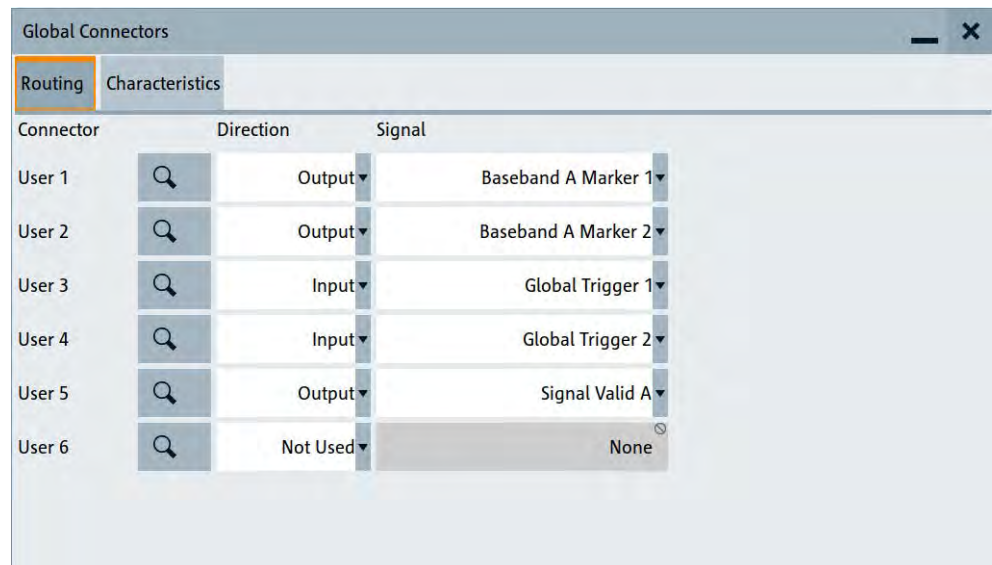 Global Connectors
Routing Characteristics
Connector Direction Signal
User 1 Output Baseband A Marker 1
User 2 Output Baseband A Marker 2
User 3 Input Global Trigger 1
User 4 Input Global Trigger 2
User 5 Output Signal Valid A
User 6 Not Used None